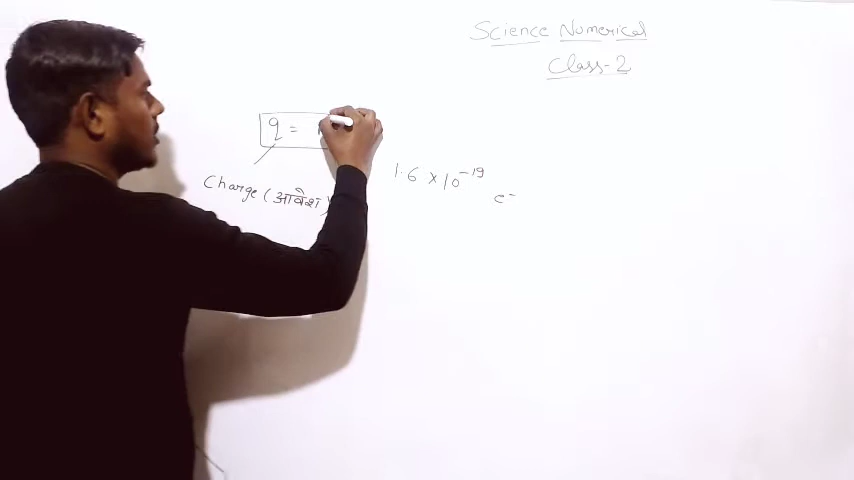 Science Numerical
Class-2
q =
1.6 × 10⁻¹⁹
Charge (आवेश)
e⁻